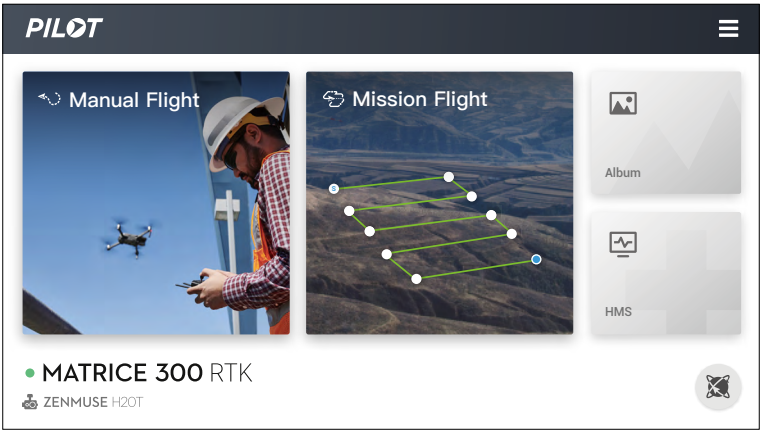 PILOT
Manual Flight
Mission Flight
S
Album
HMS
MATRICE 300 RTK
ZENMUSE H20T